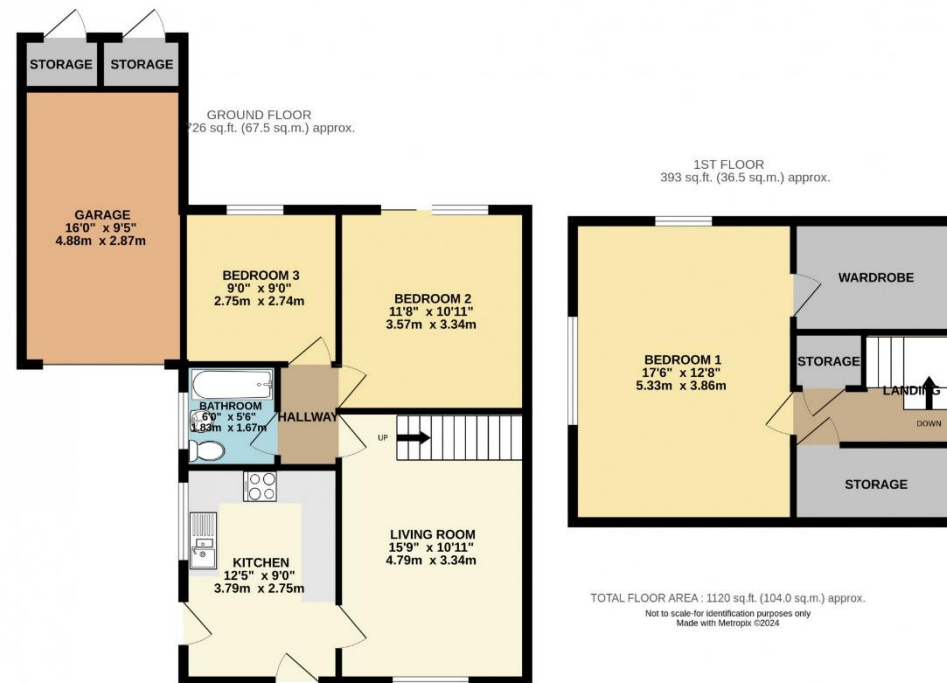 STORAGE
STORAGE
GROUND FLOOR
726 sq.ft. (67.5 sq.m.) approx.
GARAGE
16'0" x 9'5"
4.88m x 2.87m
BEDROOM 3
9'0" x 9'0"
2.75m x 2.74m
BEDROOM 2
11'8" x 10'11"
3.57m x 3.34m
BATHROOM
6'0" x 5'6"
1.83m x 1.67m
HALLWAY
UP
KITCHEN
12'5" x 9'0"
3.79m x 2.75m
LIVING ROOM
15'9" x 10'11"
4.79m x 3.34m
1ST FLOOR
393 sq.ft. (36.5 sq.m.) approx.
WARDROBE
BEDROOM 1
17'6" x 12'8"
5.33m x 3.86m
STORAGE
LANDING
DOWN
STORAGE
TOTAL FLOOR AREA : 1120 sq.ft. (104.0 sq.m.) approx.
Not to scale-for identification purposes only
Made with Metropix ©2024